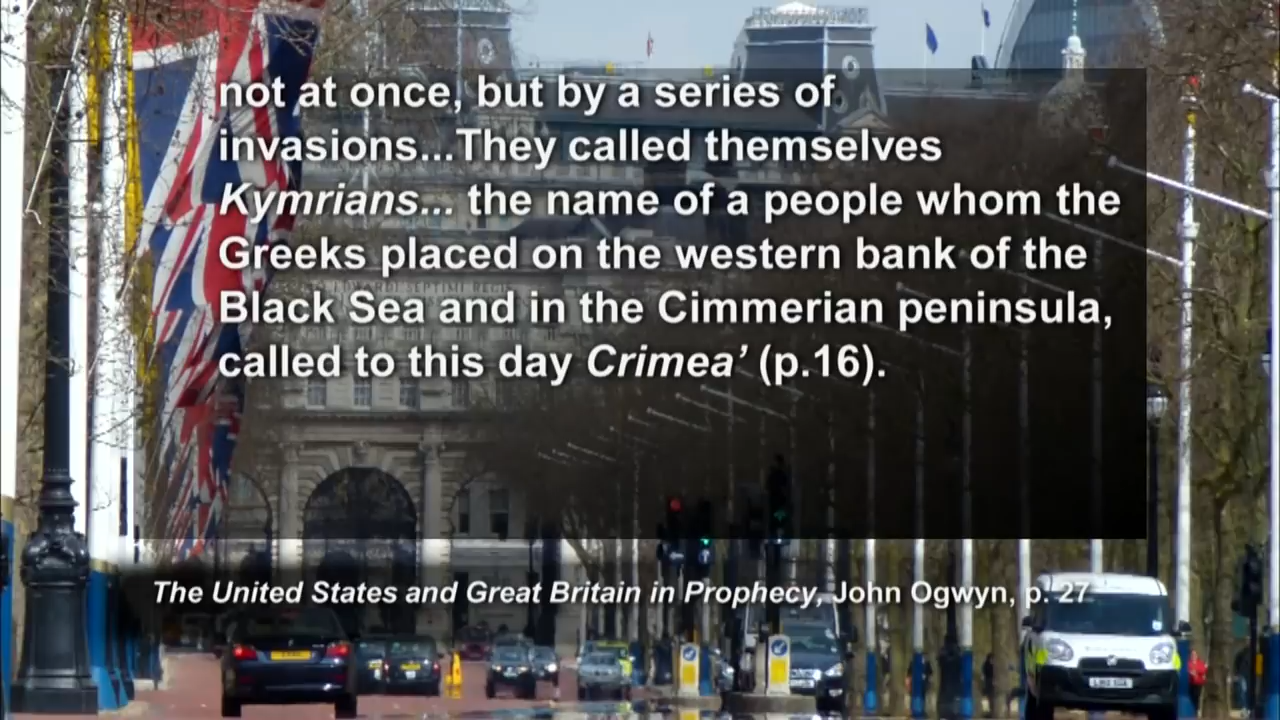 not at once, but by a series of
invasions...They called themselves
Kymrians... the name of a people whom the
Greeks placed on the western bank of the
Black Sea and in the Cimmerian peninsula,
called to this day Crimea’ (p.16).
The United States and Great Britain in Prophecy, John Ogwyn, p. 27